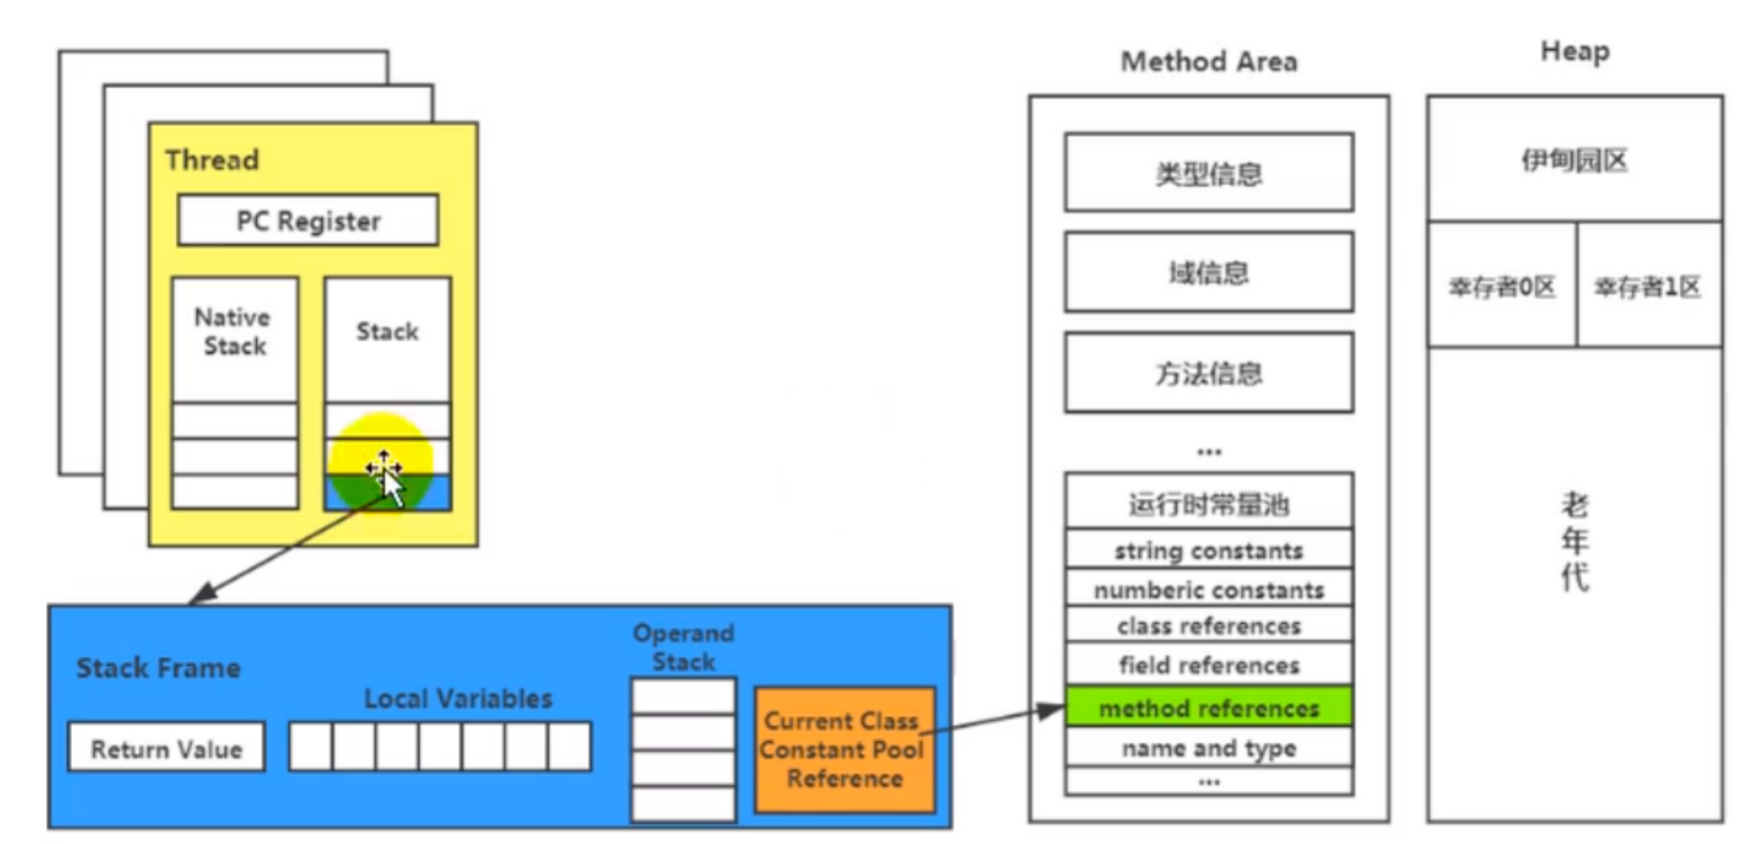 Thread
PC Register
Native
Stack
Stack
Stack Frame
Return Value
Local Variables
Operand
Stack
Current Class
Constant Pool
Reference
Method Area
类型信息
域信息
方法信息
...
运行时常量池
string constants
numberic constants
class references
field references
method references
name and type
...
Heap
伊甸园区
幸存者0区
幸存者1区
老
年
代